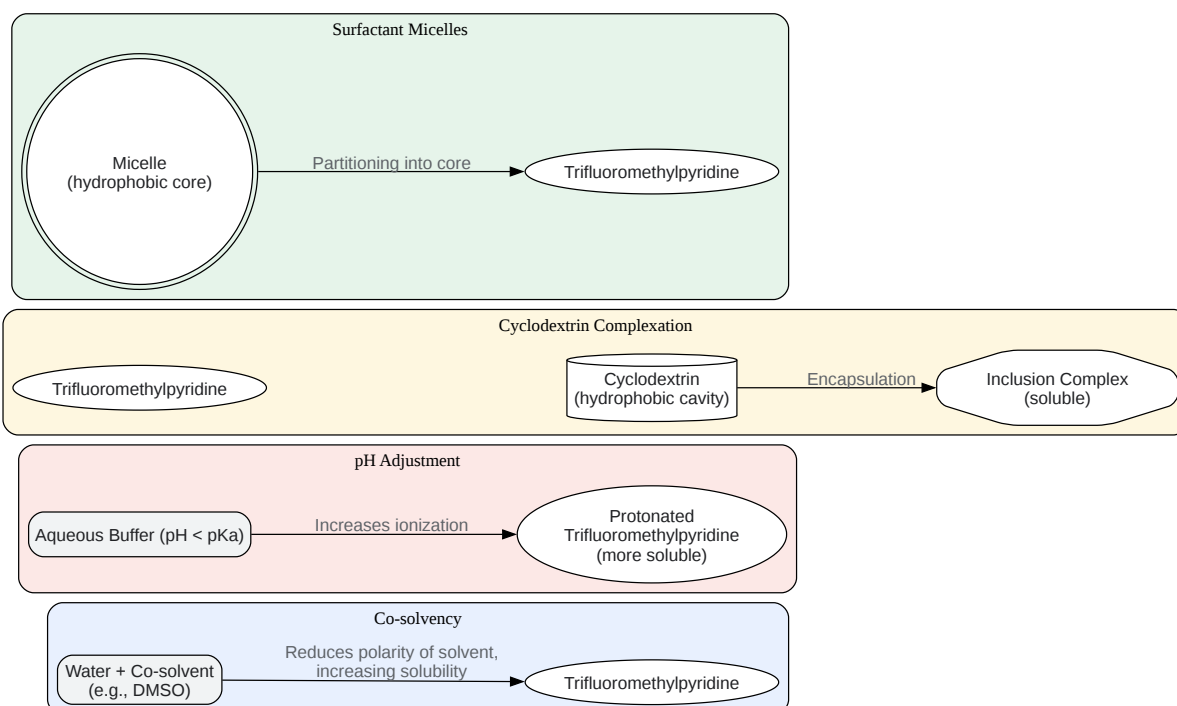 Surfactant Micelles
Micelle
(hydrophobic core)
Partitioning into core
Trifluoromethylpyridine
Cyclodextrin Complexation
Trifluoromethylpyridine
Cyclodextrin
(hydrophobic cavity)
Encapsulation
Inclusion Complex
(soluble)
pH Adjustment
Aqueous Buffer (pH < pKa)
Increases ionization
Protonated
Trifluoromethylpyridine
(more soluble)
Co-solvency
Water + Co-solvent
(e.g., DMSO)
Reduces polarity of solvent,
increasing solubility
Trifluoromethylpyridine